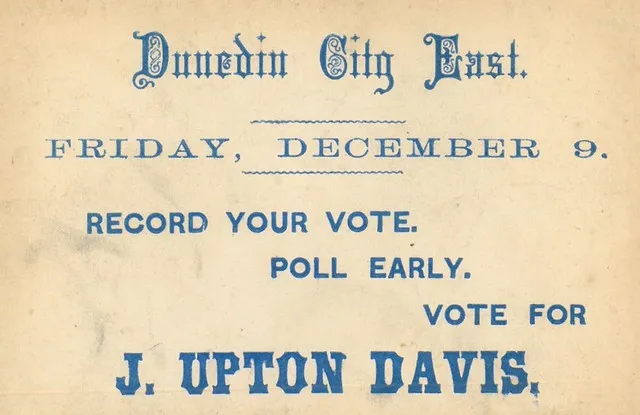 Dunedin City East.
FRIDAY, DECEMBER 9.
RECORD YOUR VOTE.
POLL EARLY.
VOTE FOR
J. UPTON DAVIS.